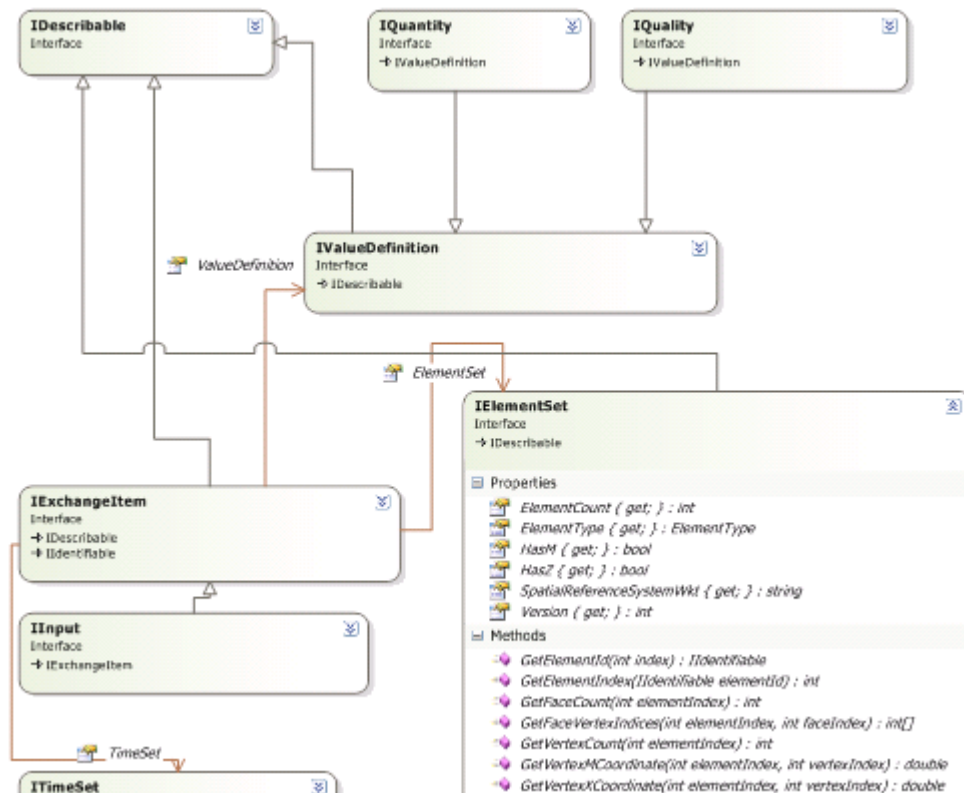 IDescribable
Interface
IQuantity
Interface
IValueDefinition
IQuality
Interface
IValueDefinition
ValueDefinition
IValueDefinition
Interface
IDescribable
ElementSet
IElementSet
Interface
IDescribable
Properties
ElementCount { get; } : int
ElementType { get; } : ElementType
HasM { get; } : bool
HasZ { get; } : bool
SpatialReferenceSystemWkt { get; } : string
Version { get; } : int
Methods
GetElementId(int index) : IIdentifiable
GetElementIndex(IIdentifiable elementId) : int
GetFaceCount(int elementIndex) : int
GetFaceVertexIndices(int elementIndex, int faceIndex) : int[]
GetVertexCount(int elementIndex) : int
GetVertexMCoordinate(int elementIndex, int vertexIndex) : double
GetVertexXCoordinate(int elementIndex, int vertexIndex) : double
IExchangeItem
Interface
IDescribable
IIdentifiable
IInput
Interface
IExchangeItem
TimeSet
ITimeSet